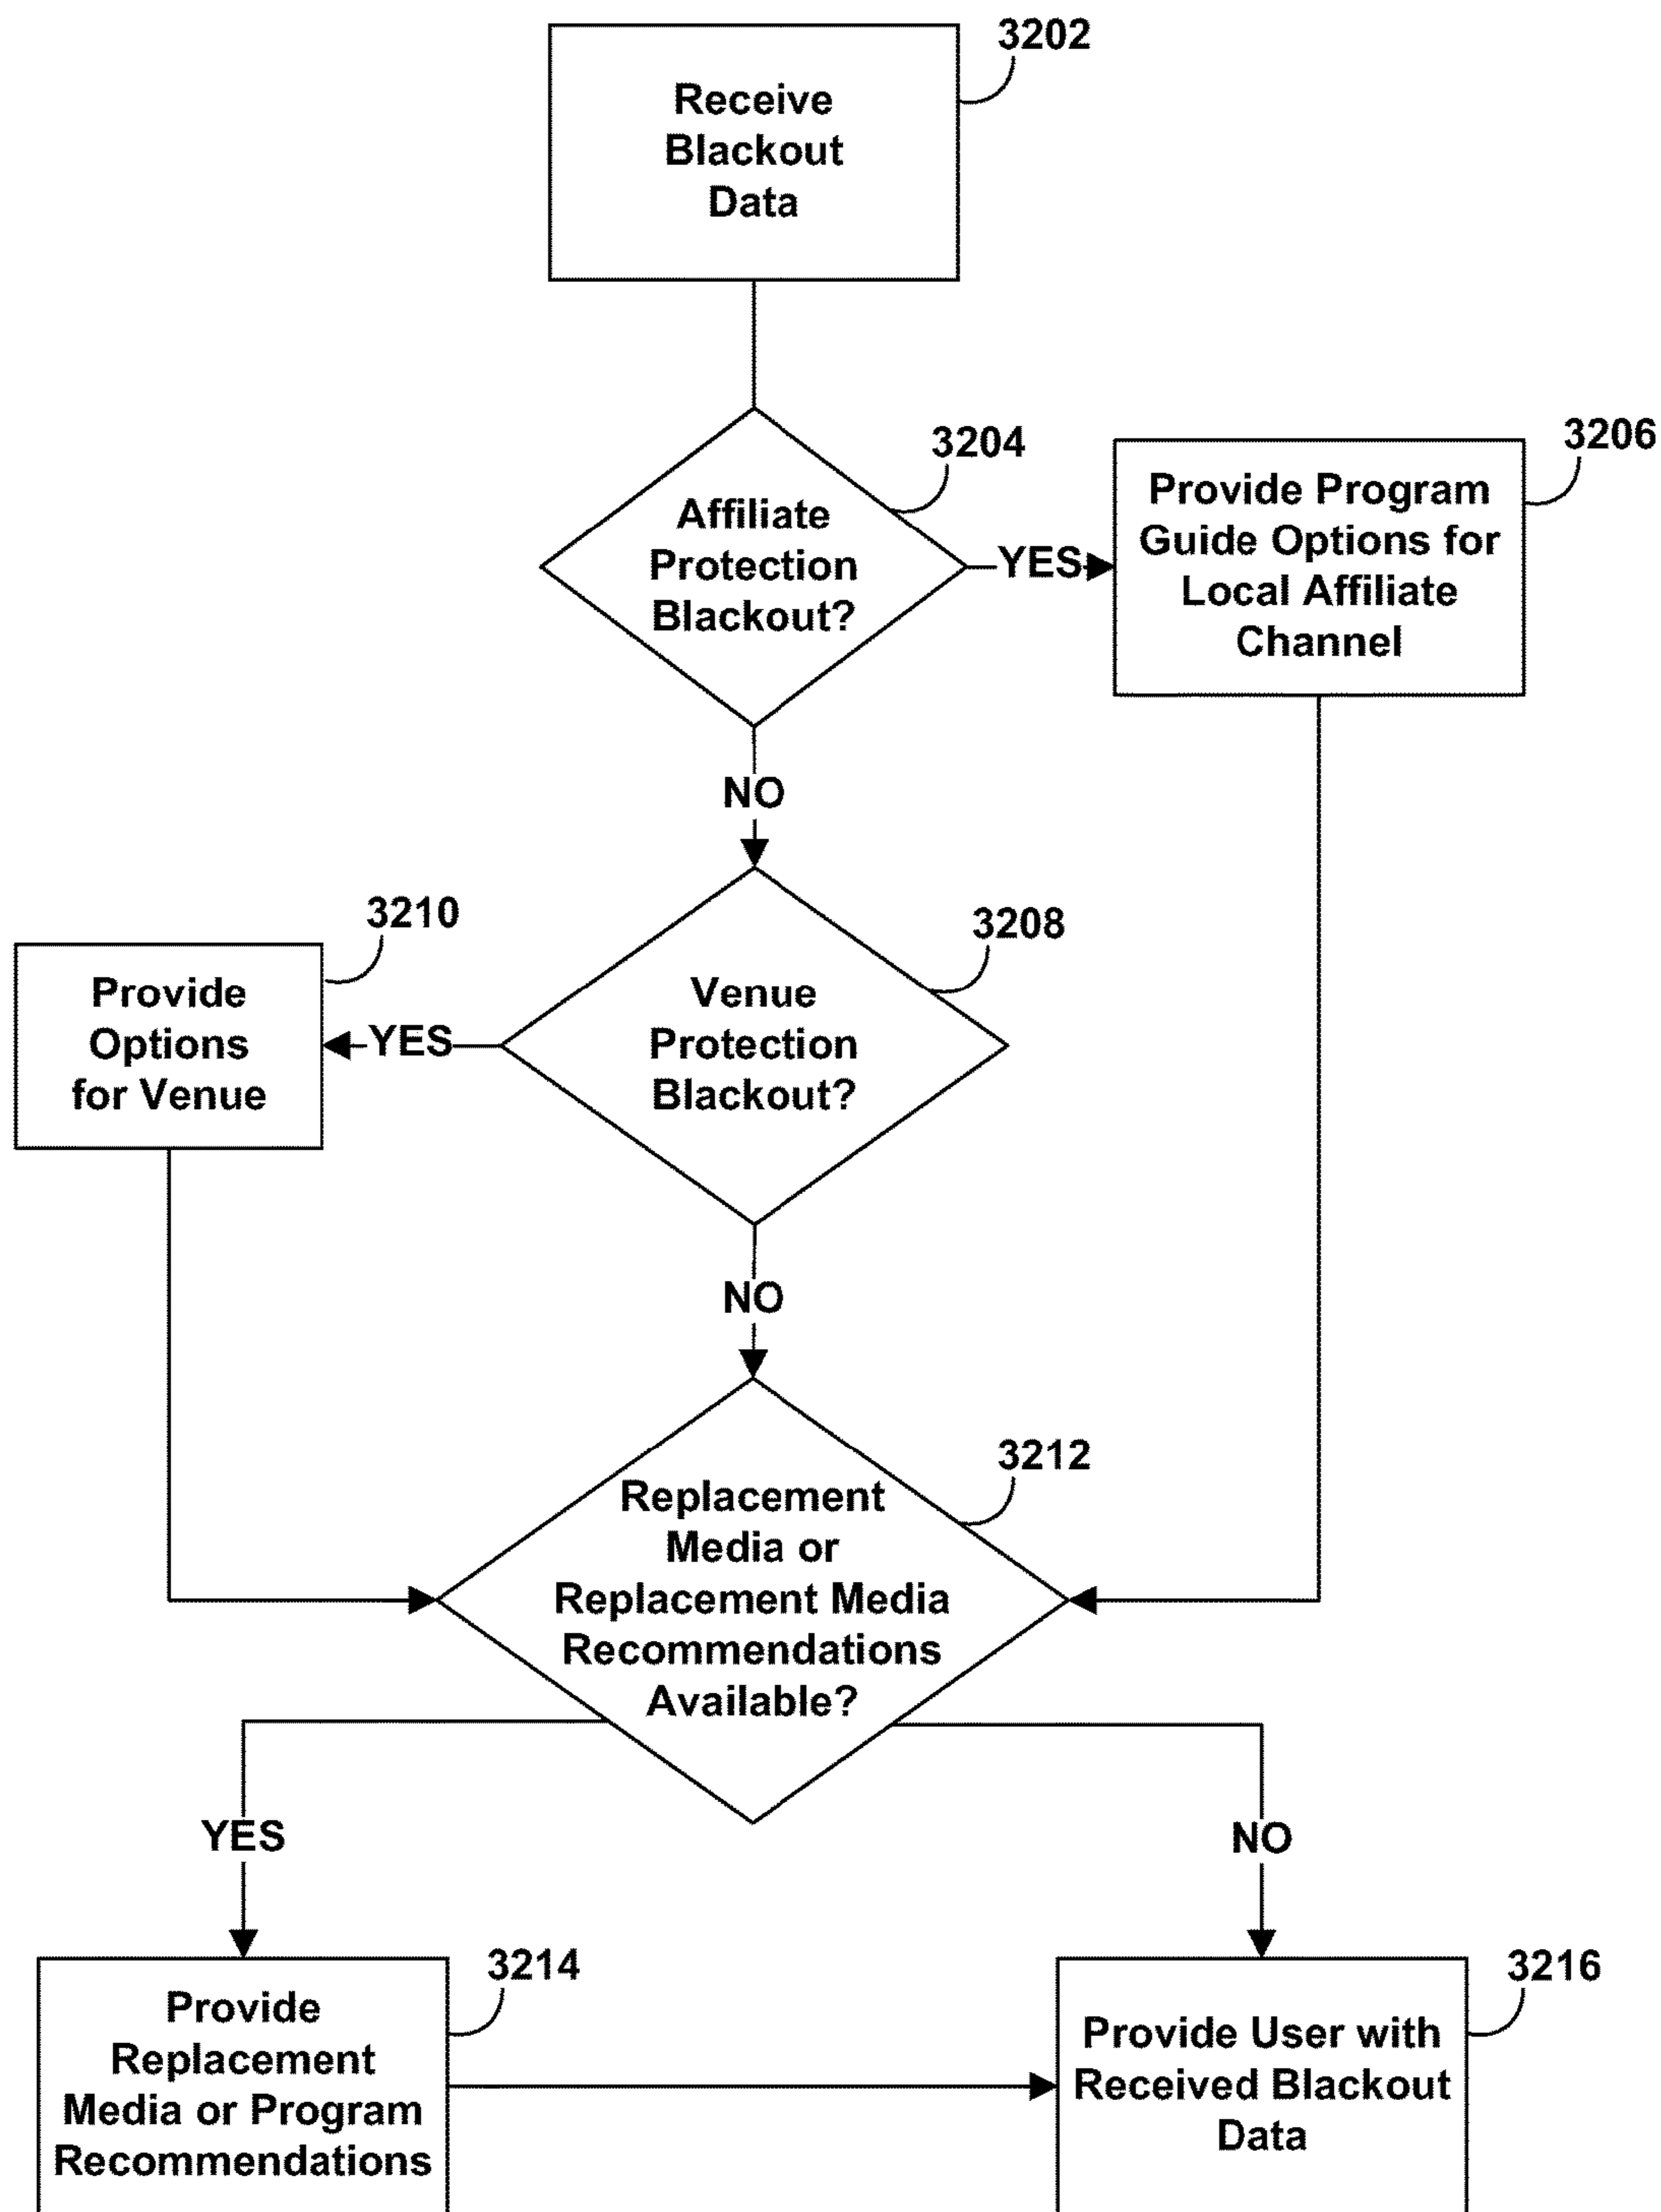 3202
Receive
Blackout
Data
3204
Affiliate
Protection
Blackout?
YES
3206
Provide Program
Guide Options for
Local Affiliate
Channel
NO
3210
Provide
Options
for Venue
YES
3208
Venue
Protection
Blackout?
NO
3212
Replacement
Media or
Replacement Media
Recommendations
Available?
YES
NO
3214
Provide
Replacement
Media or Program
Recommendations
3216
Provide User with
Received Blackout
Data